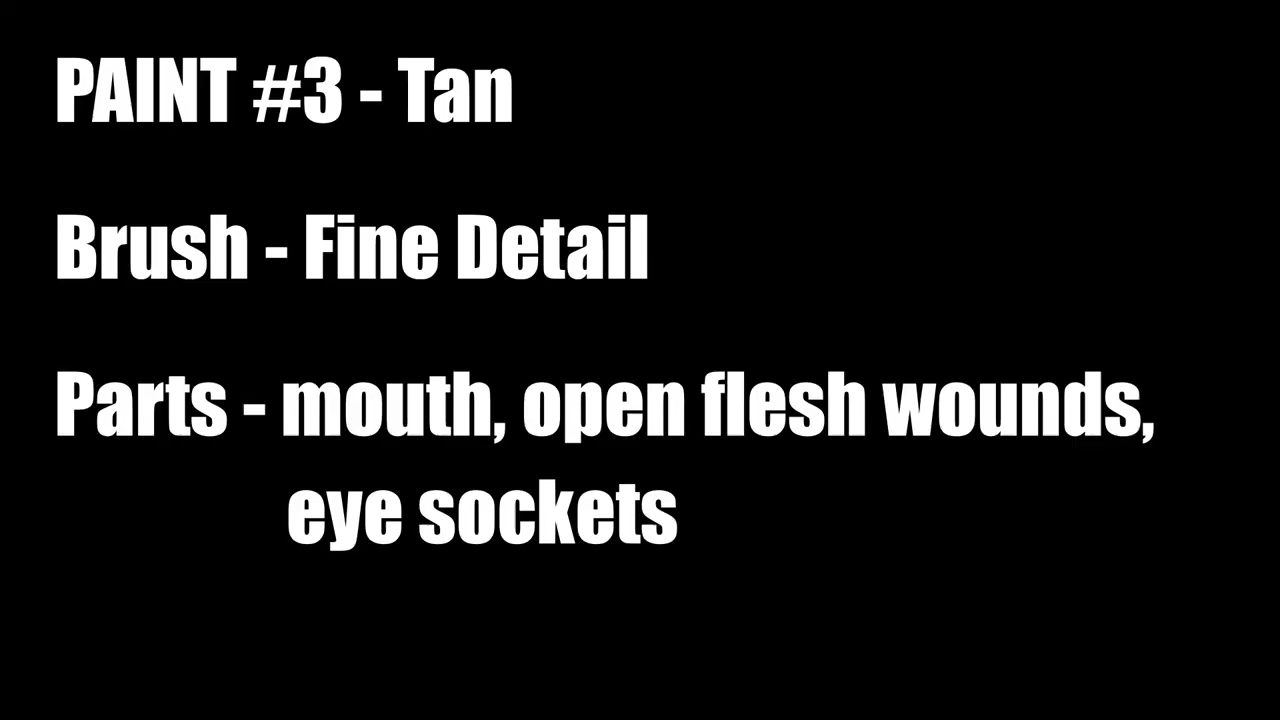 PAINT #3 - Tan
Brush - Fine Detail
Parts - mouth, open flesh wounds,
eye sockets